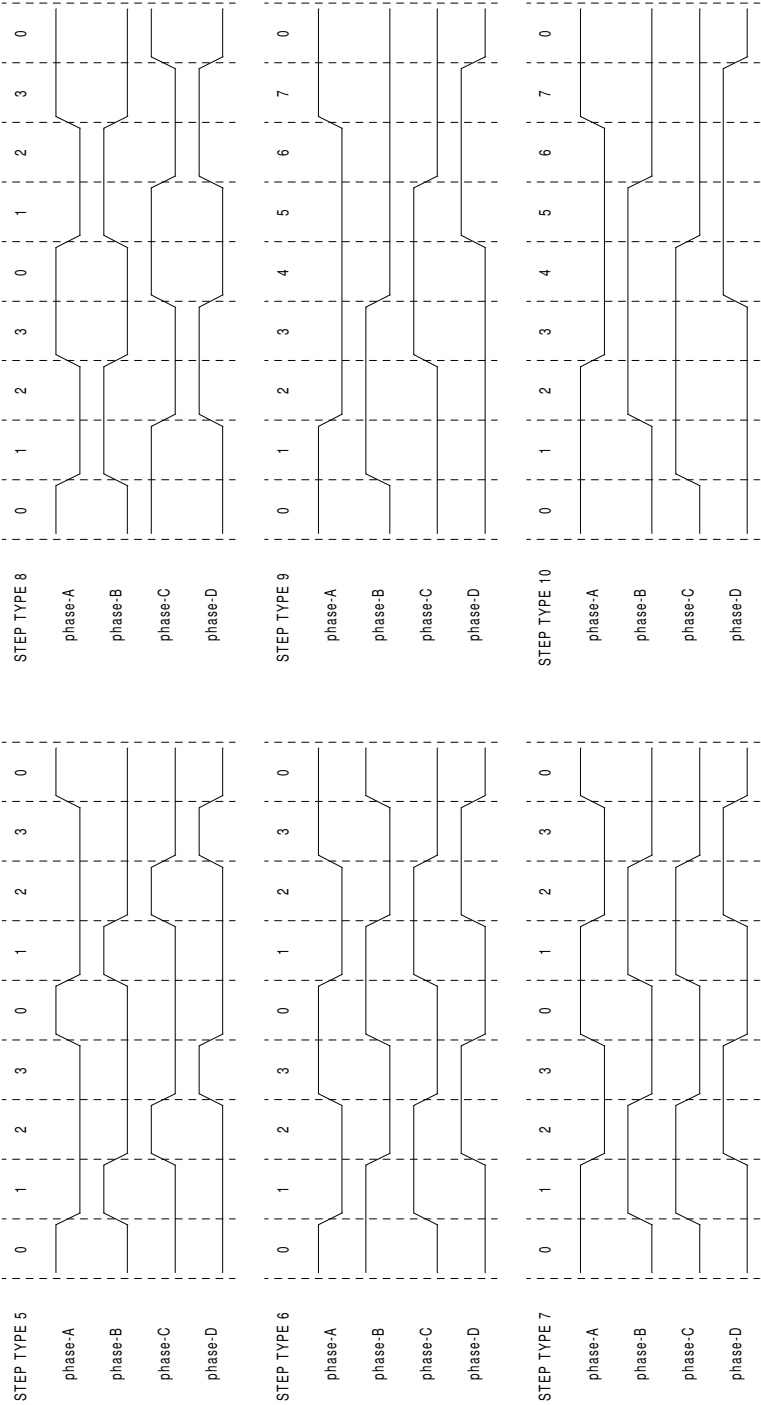 STEP TYPE 5 0 1 2 3 0 1 2 3 0
phase-A
phase-B
phase-C
phase-D
STEP TYPE 6 0 1 2 3 0 1 2 3 0
phase-A
phase-B
phase-C
phase-D
STEP TYPE 7 0 1 2 3 0 1 2 3 0
phase-A
phase-B
phase-C
phase-D
STEP TYPE 8 0 1 2 3 0 1 2 3 0
phase-A
phase-B
phase-C
phase-D
STEP TYPE 9 0 1 2 3 4 5 6 7 0
phase-A
phase-B
phase-C
phase-D
STEP TYPE 10 0 1 2 3 4 5 6 7 0
phase-A
phase-B
phase-C
phase-D